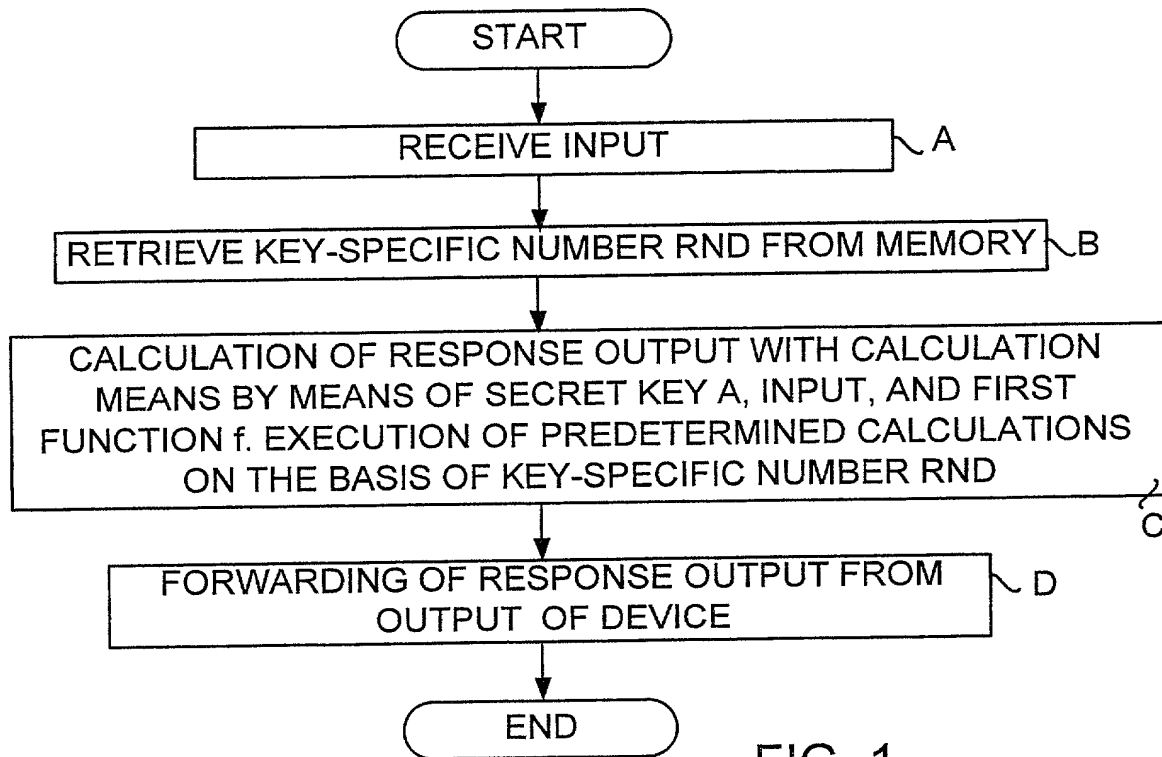 START
RECEIVE INPUT
A
RETRIEVE KEY-SPECIFIC NUMBER RND FROM MEMORY
B
CALCULATION OF RESPONSE OUTPUT WITH CALCULATION
MEANS BY MEANS OF SECRET KEY A, INPUT, AND FIRST
FUNCTION f. EXECUTION OF PREDETERMINED CALCULATIONS
ON THE BASIS OF KEY-SPECIFIC NUMBER RND
C
FORWARDING OF RESPONSE OUTPUT FROM
OUTPUT OF DEVICE
D
END
FIG. 1